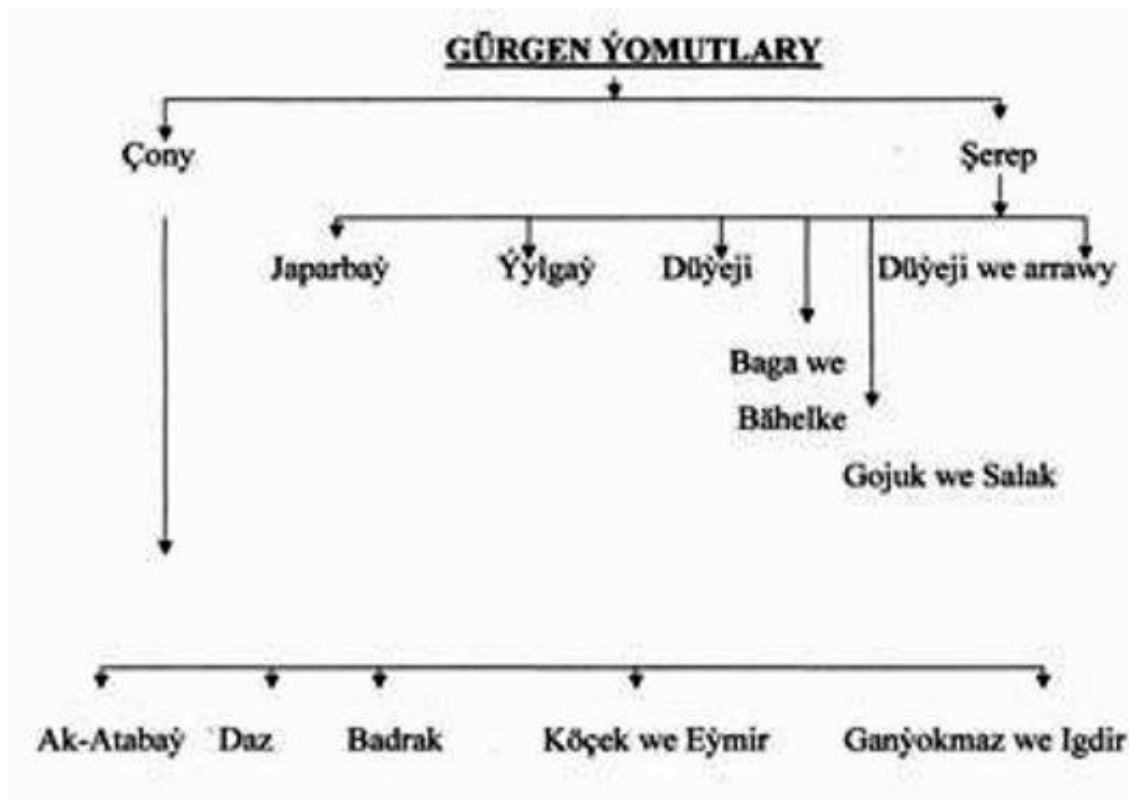 GÜRGEN ÝOMUTLARY
Çony
Şerep
Japarbaý
Ýylgaý
Düýeji
Düýeji we arrawy
Baga we
Bähelke
Gojuk we Salak
Ak-Atabaý
Daz
Badrak
Köçek we Eýmir
Ganýokmaz we Igdir